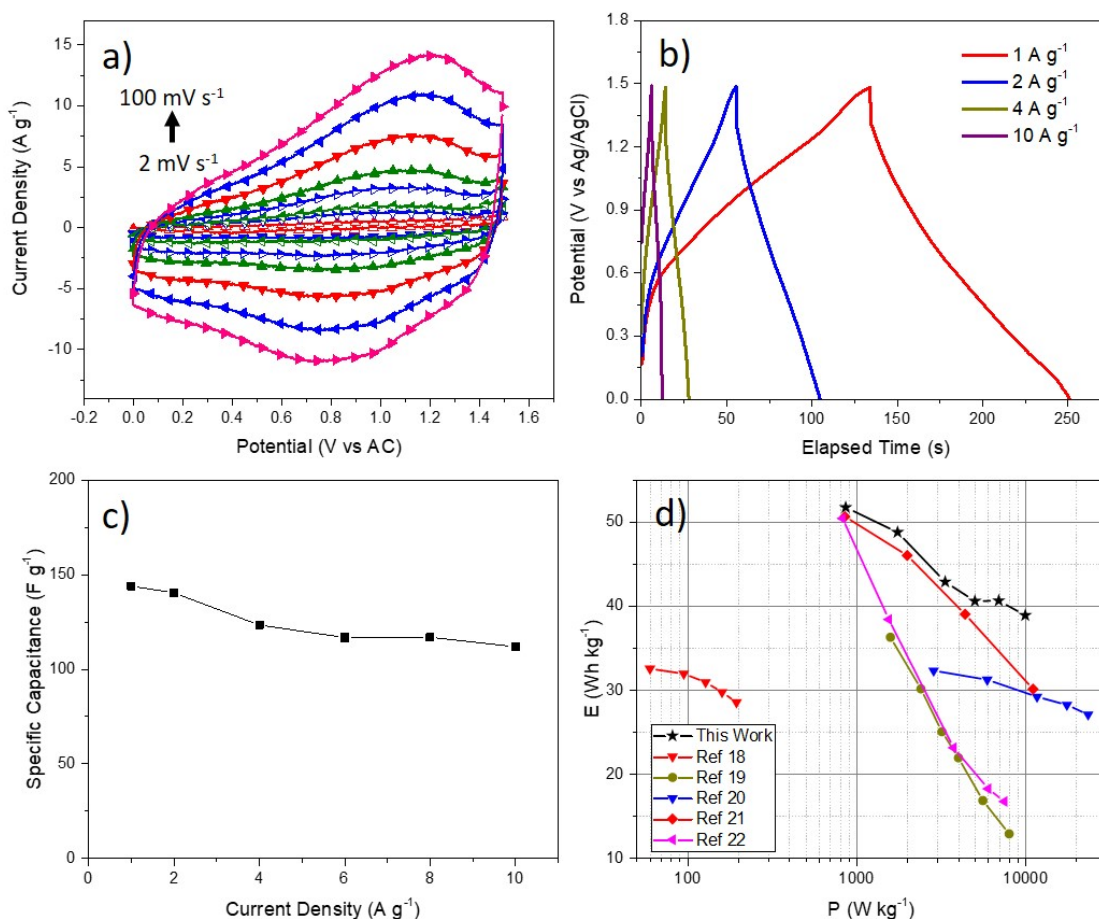 a)
100 mV s⁻¹
2 mV s⁻¹
Current Density (A g⁻¹)
15
10
5
0
-5
-10
-0.2 0.0 0.2 0.4 0.6 0.8 1.0 1.2 1.4 1.6
Potential (V vs AC)
b)
1 A g⁻¹
2 A g⁻¹
4 A g⁻¹
10 A g⁻¹
Potential (V vs Ag/AgCl)
1.8
1.5
1.2
0.9
0.6
0.3
0.0
0 50 100 150 200 250
Elapsed Time (s)
c)
Specific Capacitance (F g⁻¹)
200
150
100
50
0
0 2 4 6 8 10
Current Density (A g⁻¹)
d)
E (Wh kg⁻¹)
50
40
30
20
10
This Work
Ref 18
Ref 19
Ref 20
Ref 21
Ref 22
100 1000 10000
P (W kg⁻¹)